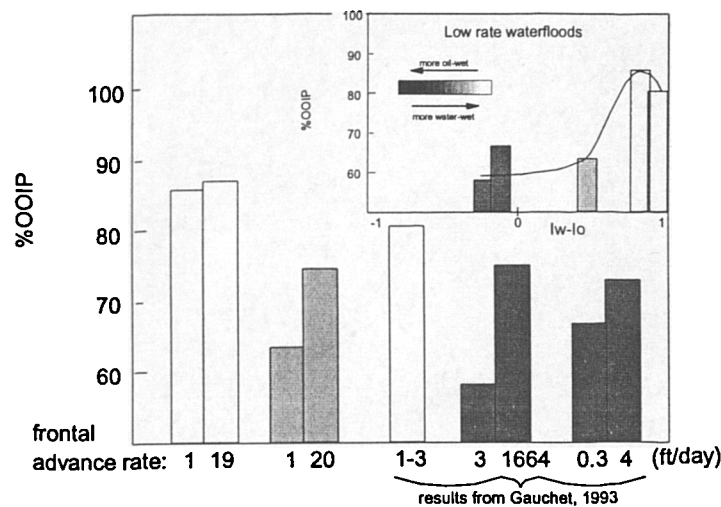 100
90
80
70
60
%OOIP
100
90
80
70
60
%OOIP
Low rate waterfloods
more oil-wet
more water-wet
-1 0 1
Iw-Io
frontal
advance rate: 1 19 1 20 1-3 3 1664 0.3 4 (ft/day)
results from Gauchet, 1993